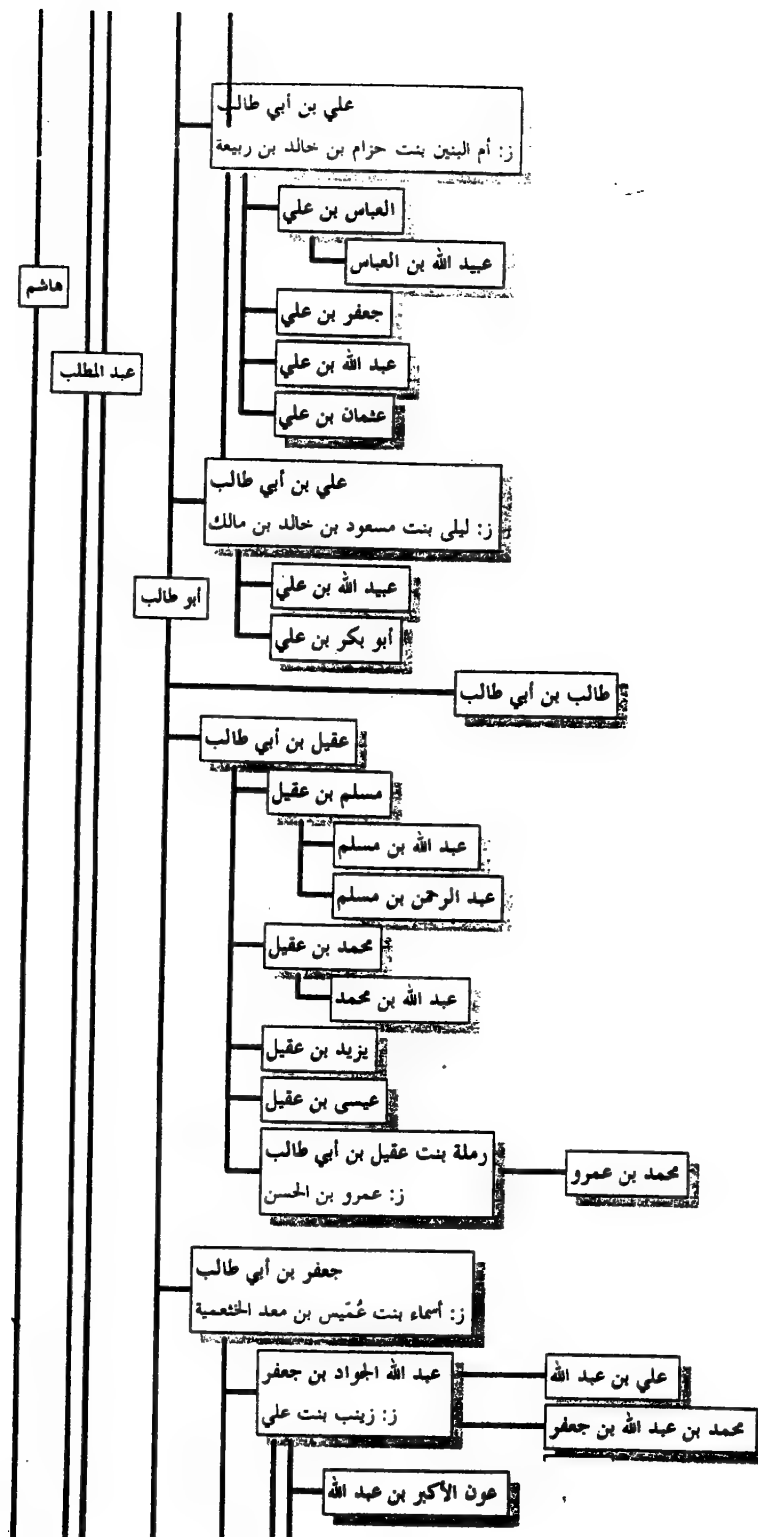 علي بن أبي طالب
ز: أم البنين بنت حزام بن خالد بن ربيعة
العباس بن علي
عبيد الله بن العباس
هاشم
جعفر بن علي
عبد المطلب
عبد الله بن علي
عثمان بن علي
علي بن أبي طالب
ز: ليلى بنت مسعود بن خالد بن مالك
عبيد الله بن علي
أبو طالب
أبو بكر بن علي
طالب بن أبي طالب
عقيل بن أبي طالب
مسلم بن عقيل
عبد الله بن مسلم
عبد الرحمن بن مسلم
محمد بن عقيل
عبد الله بن محمد
يزيد بن عقيل
عيسى بن عقيل
رملة بنت عقيل بن أبي طالب
ز: عمرو بن الحسن
محمد بن عمرو
جعفر بن أبي طالب
ز: أسماء بنت عُمَيس بن معد الخثعمية
عبد الله الجواد بن جعفر
ز: زينب بنت علي
علي بن عبد الله
محمد بن عبد الله بن جعفر
عون الأكبر بن عبد الله